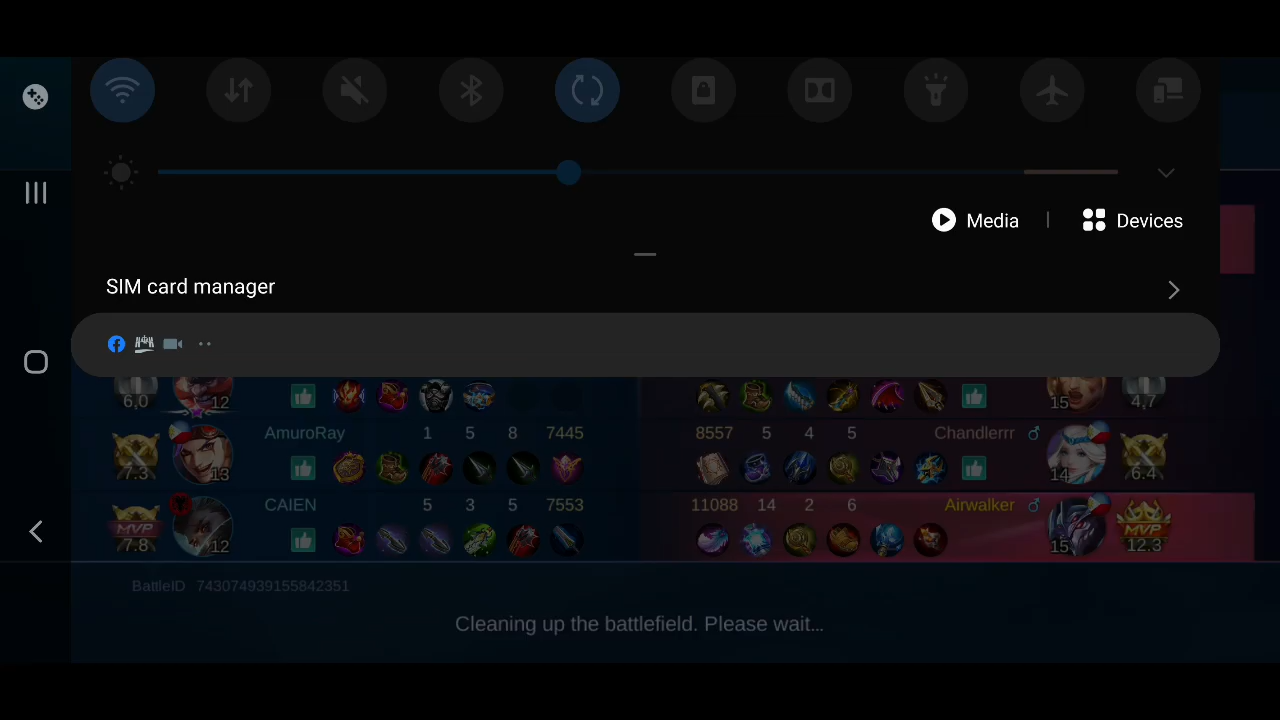 Media | Devices
SIM card manager
6,0 12 15 4,7
AmuroRay 1 5 8 7445 8557 5 4 5 Chandlerrr
7.3 13 14 6.4
CAIEN 5 3 5 7553 11088 14 2 6 Airwalker
MVP MVP
7.8 12 15 12.3
BattleID 743074939155842351
Cleaning up the battlefield. Please wait...